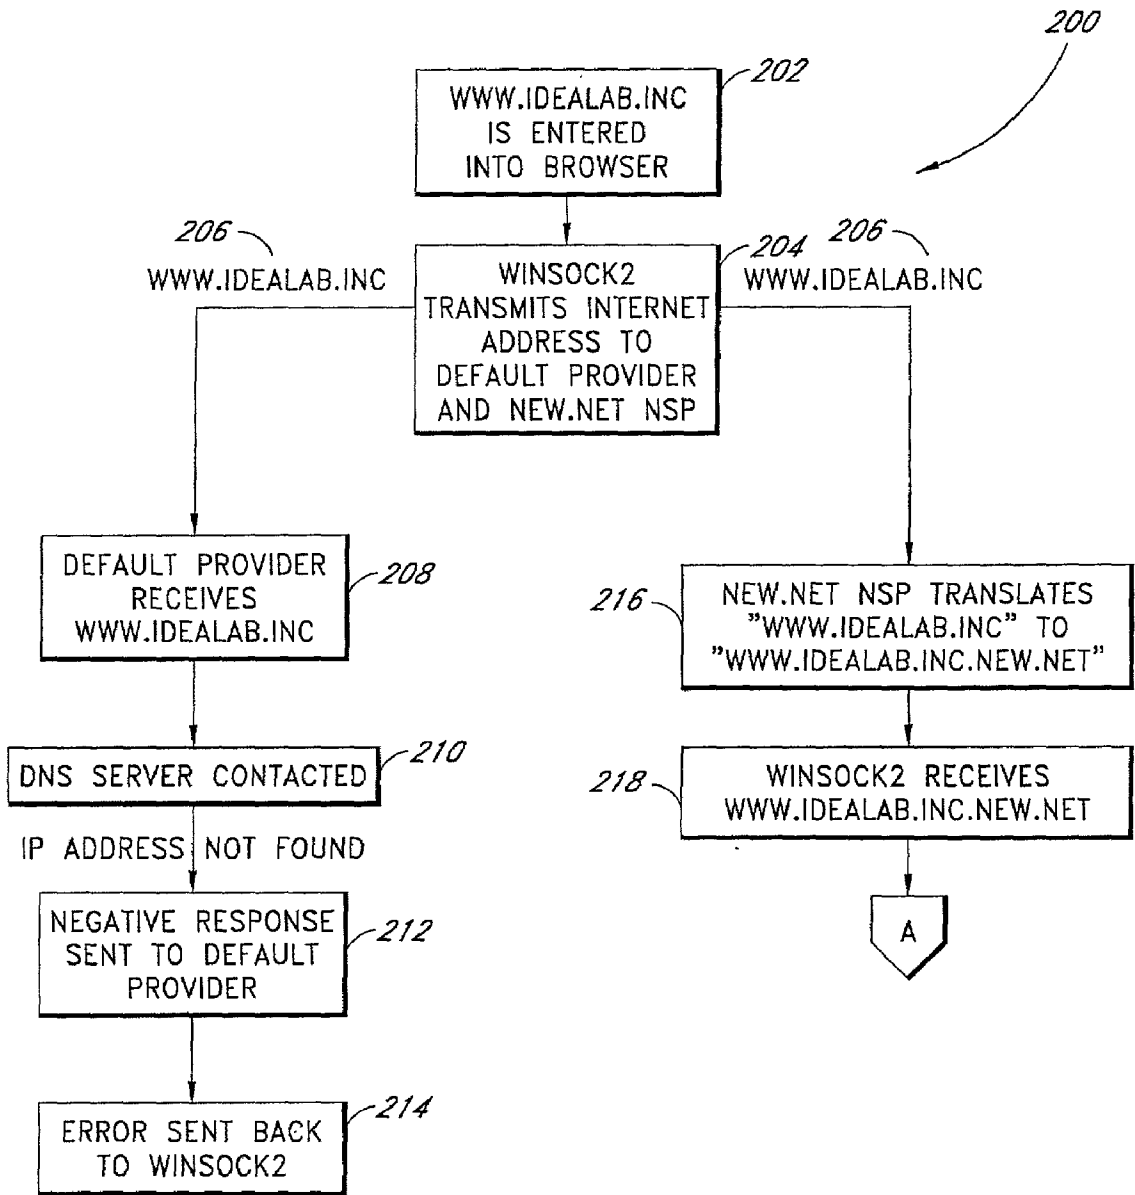 200
202
WWW.IDEALAB.INC
IS ENTERED
INTO BROWSER
206
WWW.IDEALAB.INC
204
WINSOCK2
TRANSMITS INTERNET
ADDRESS TO
DEFAULT PROVIDER
AND NEW.NET NSP
206
WWW.IDEALAB.INC
DEFAULT PROVIDER
RECEIVES
WWW.IDEALAB.INC
208
DNS SERVER CONTACTED
210
IP ADDRESS NOT FOUND
NEGATIVE RESPONSE
SENT TO DEFAULT
PROVIDER
212
ERROR SENT BACK
TO WINSOCK2
214
216
NEW.NET NSP TRANSLATES
"WWW.IDEALAB.INC" TO
"WWW.IDEALAB.INC.NEW.NET"
218
WINSOCK2 RECEIVES
WWW.IDEALAB.INC.NEW.NET
A